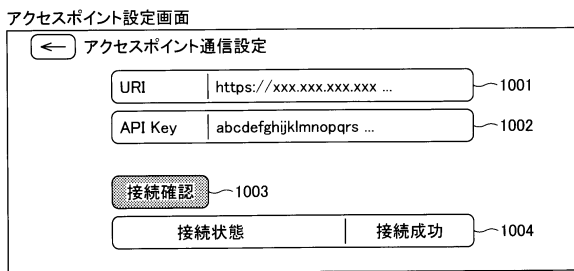 アクセスポイント設定画面
← アクセスポイント通信設定
URI https://xxx.xxx.xxx.xxx ... 1001
API Key abcdefghijklmnopqrs ... 1002
接続確認 1003
接続状態 接続成功 1004